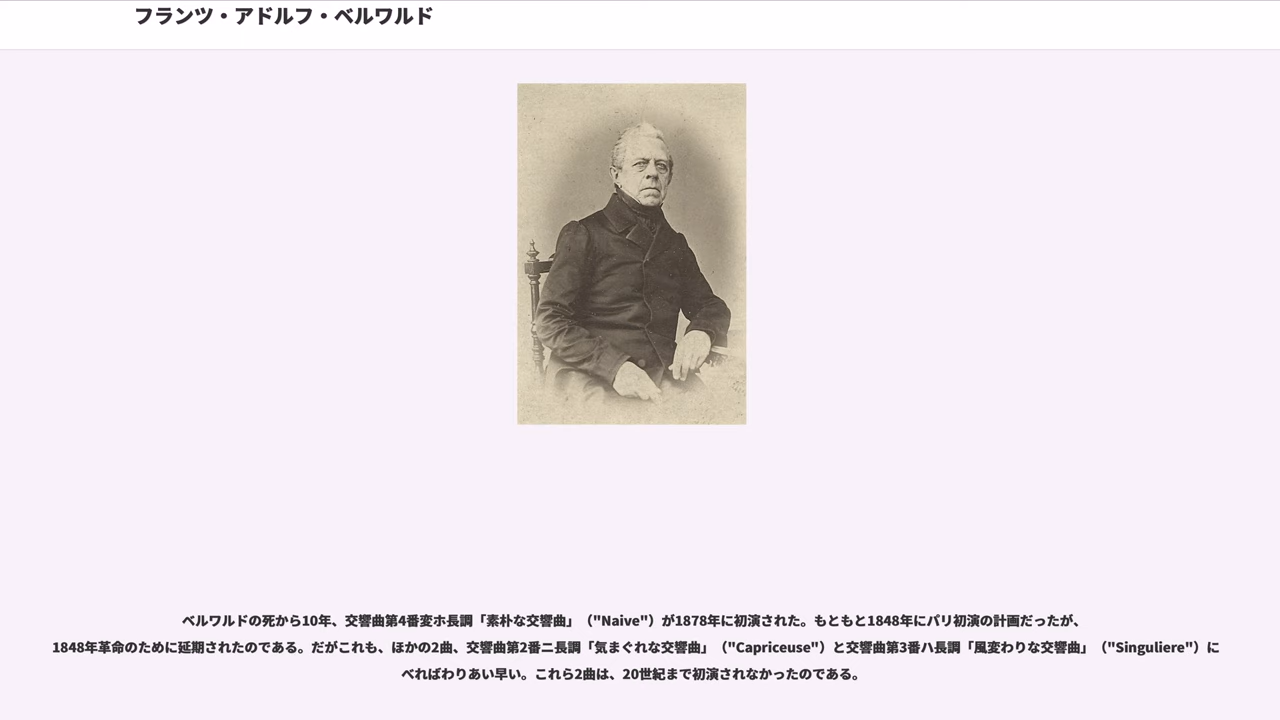 フランツ・アドルフ・ベルワルド
ベルワルドの死から10年、交響曲第4番変ホ長調「素朴な交響曲」（"Naive"）が1878年に初演された。もともと1848年にパリ初演の計画だったが、
1848年革命のために延期されたのである。だがこれも、ほかの2曲、交響曲第2番ニ長調「気まぐれな交響曲」（"Capriceuse"）と交響曲第3番ハ長調「風変わりな交響曲」（"Singuliere"）に
べればわりあい早い。これら2曲は、20世紀まで初演されなかったのである。